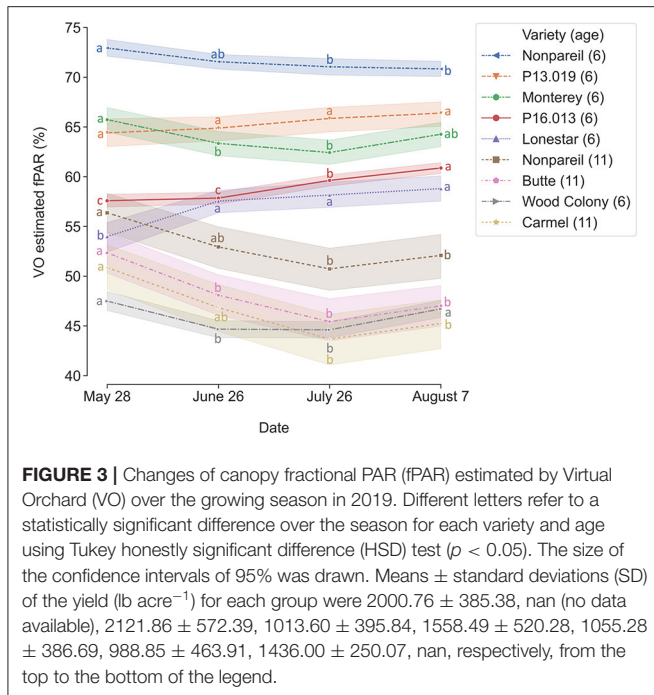 75
70
65
60
55
50
45
40
VO estimated fPAR (%)
May 28
June 26
July 26
August 7
Date
a
ab
b
b
a
a
a
a
a
b
b
ab
c
c
b
a
b
a
a
a
a
ab
b
b
a
b
b
b
a
ab
b
b
a
b
b
a
Variety (age)
Nonpareil (6)
P13.019 (6)
Monterey (6)
P16.013 (6)
Lonestar (6)
Nonpareil (11)
Butte (11)
Wood Colony (6)
Carmel (11)
FIGURE 3 | Changes of canopy fractional PAR (fPAR) estimated by Virtual
Orchard (VO) over the growing season in 2019. Different letters refer to a
statistically significant difference over the season for each variety and age
using Tukey honestly significant difference (HSD) test (p < 0.05). The size of
the confidence intervals of 95% was drawn. Means ± standard deviations (SD)
of the yield (lb acre⁻¹) for each group were 2000.76 ± 385.38, nan (no data
available), 2121.86 ± 572.39, 1013.60 ± 395.84, 1558.49 ± 520.28, 1055.28
± 386.69, 988.85 ± 463.91, 1436.00 ± 250.07, nan, respectively, from the
top to the bottom of the legend.